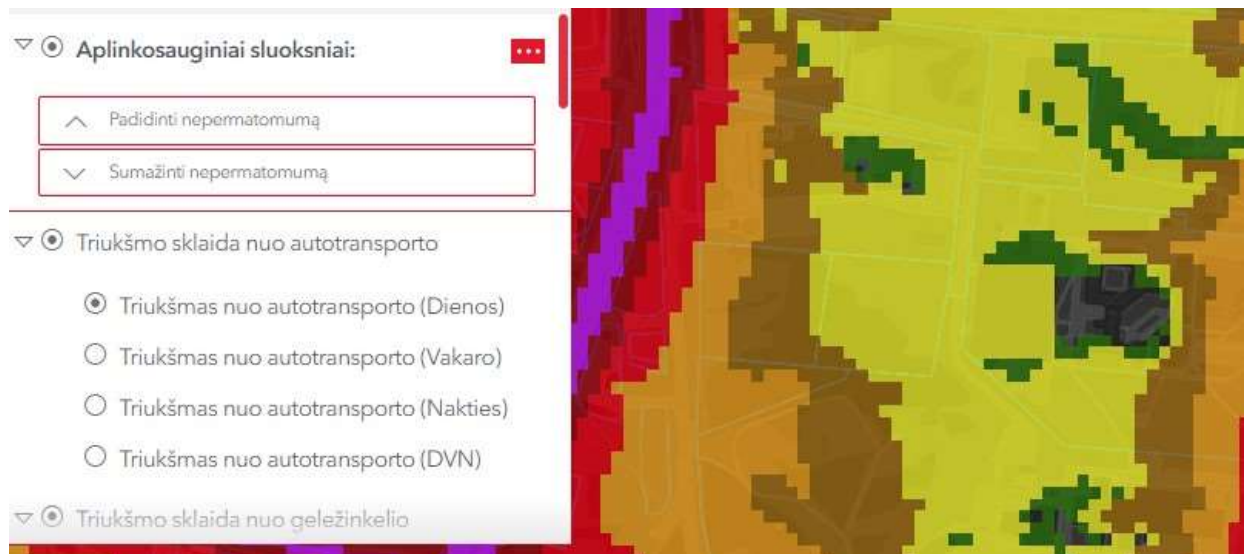 Aplinkosauginiai sluoksniai:
Padidinti nepermatomumą
Sumažinti nepermatomumą
Triukšmo sklaida nuo autotransporto
Triukšmas nuo autotransporto (Dienos)
Triukšmas nuo autotransporto (Vakaro)
Triukšmas nuo autotransporto (Nakties)
Triukšmas nuo autotransporto (DVN)
Triukšmo sklaida nuo geležinkelio